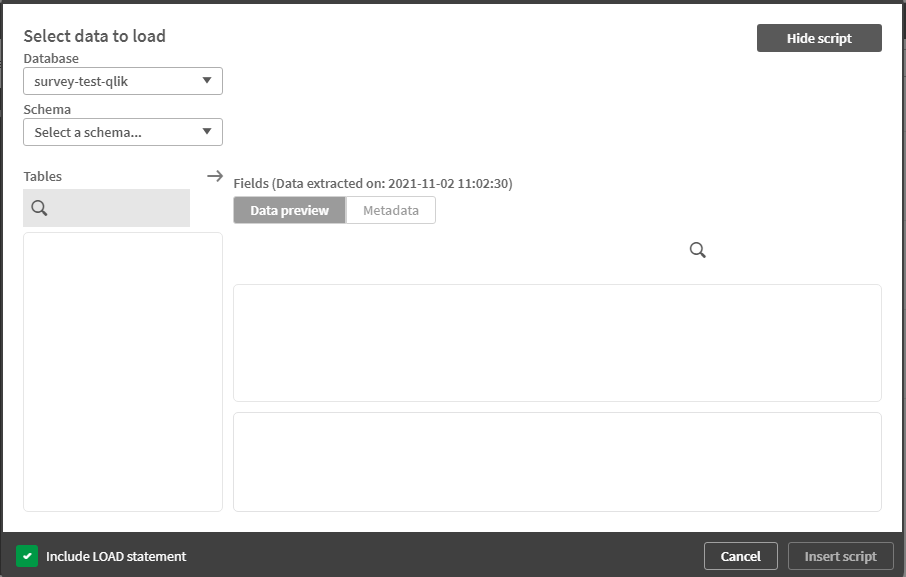 Select data to load
Hide script
Database
survey-test-qlik
Schema
Select a schema...
Tables
Fields (Data extracted on: 2021-11-02 11:02:30)
Data preview
Metadata
Include LOAD statement
Cancel
Insert script